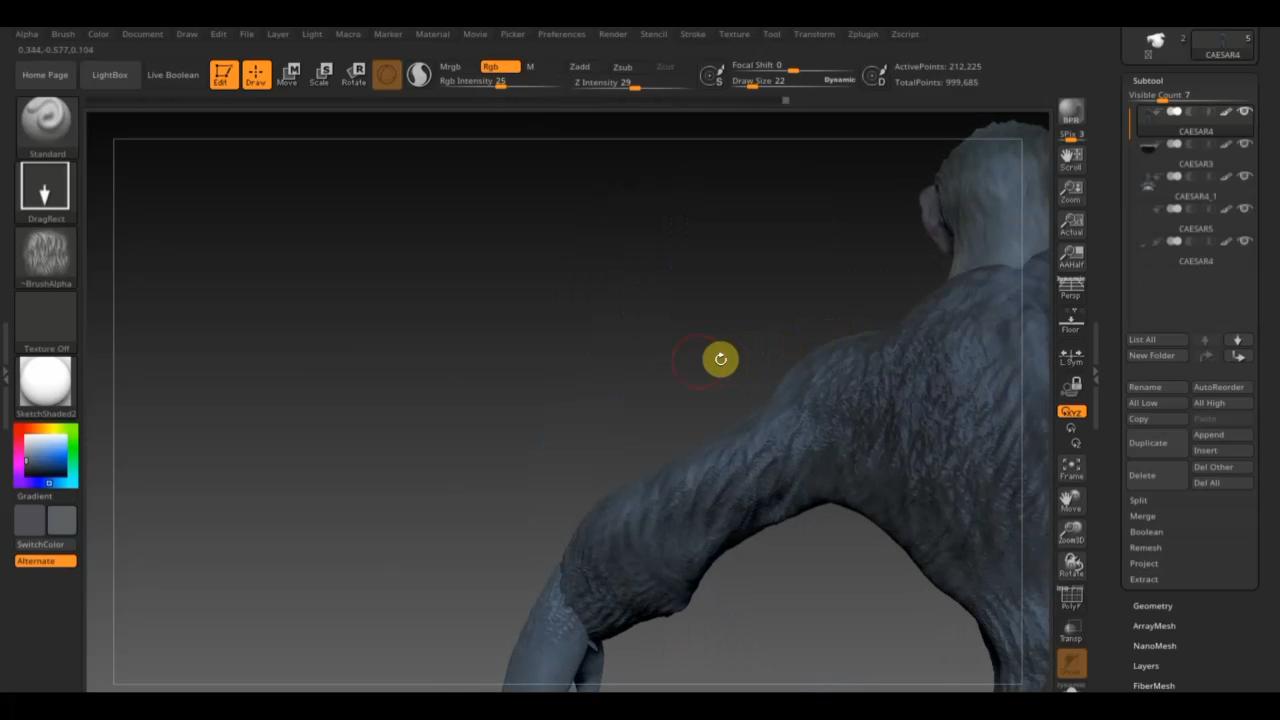 Alpha Brush Color Document Draw Edit File Layer Light Macro Marker Material Movie Picker Preferences Render Stencil Stroke Texture Tool Transform Zplugin Zscript
0.344,-0.577,0.104
Home Page
LightBox
Live Boolean
Edit
Draw
Move
Scale
Rotate
Mrgb
Rgb
M
Rgb Intensity 25
Zadd
Zsub
Zcut
Z Intensity 29
S
Focal Shift 0
Draw Size 22
Dynamic
D
ActivePoints: 212,225
TotalPoints: 999,685
2
5
CAESAR4
Subtool
Visible Count 7
CAESAR4
CAESAR3
CAESAR4_1
CAESAR5
CAESAR4
List All
New Folder
Rename
AutoReorder
All Low
All High
Copy
Paste
Duplicate
Append
Insert
Delete
Del Other
Del All
Split
Merge
Boolean
Remesh
Project
Extract
Geometry
ArrayMesh
NanoMesh
Layers
FiberMesh
Standard
DragRect
~BrushAlpha
Texture Off
SketchShaded2
Gradient
SwitchColor
Alternate
BPR
SPix 3
Scroll
Zoom
Actual
AAHalf
Dynamic
Persp
Floor
L.Sym
XYZ
Frame
Move
Zoom3D
Rotate
PolyF
Transp